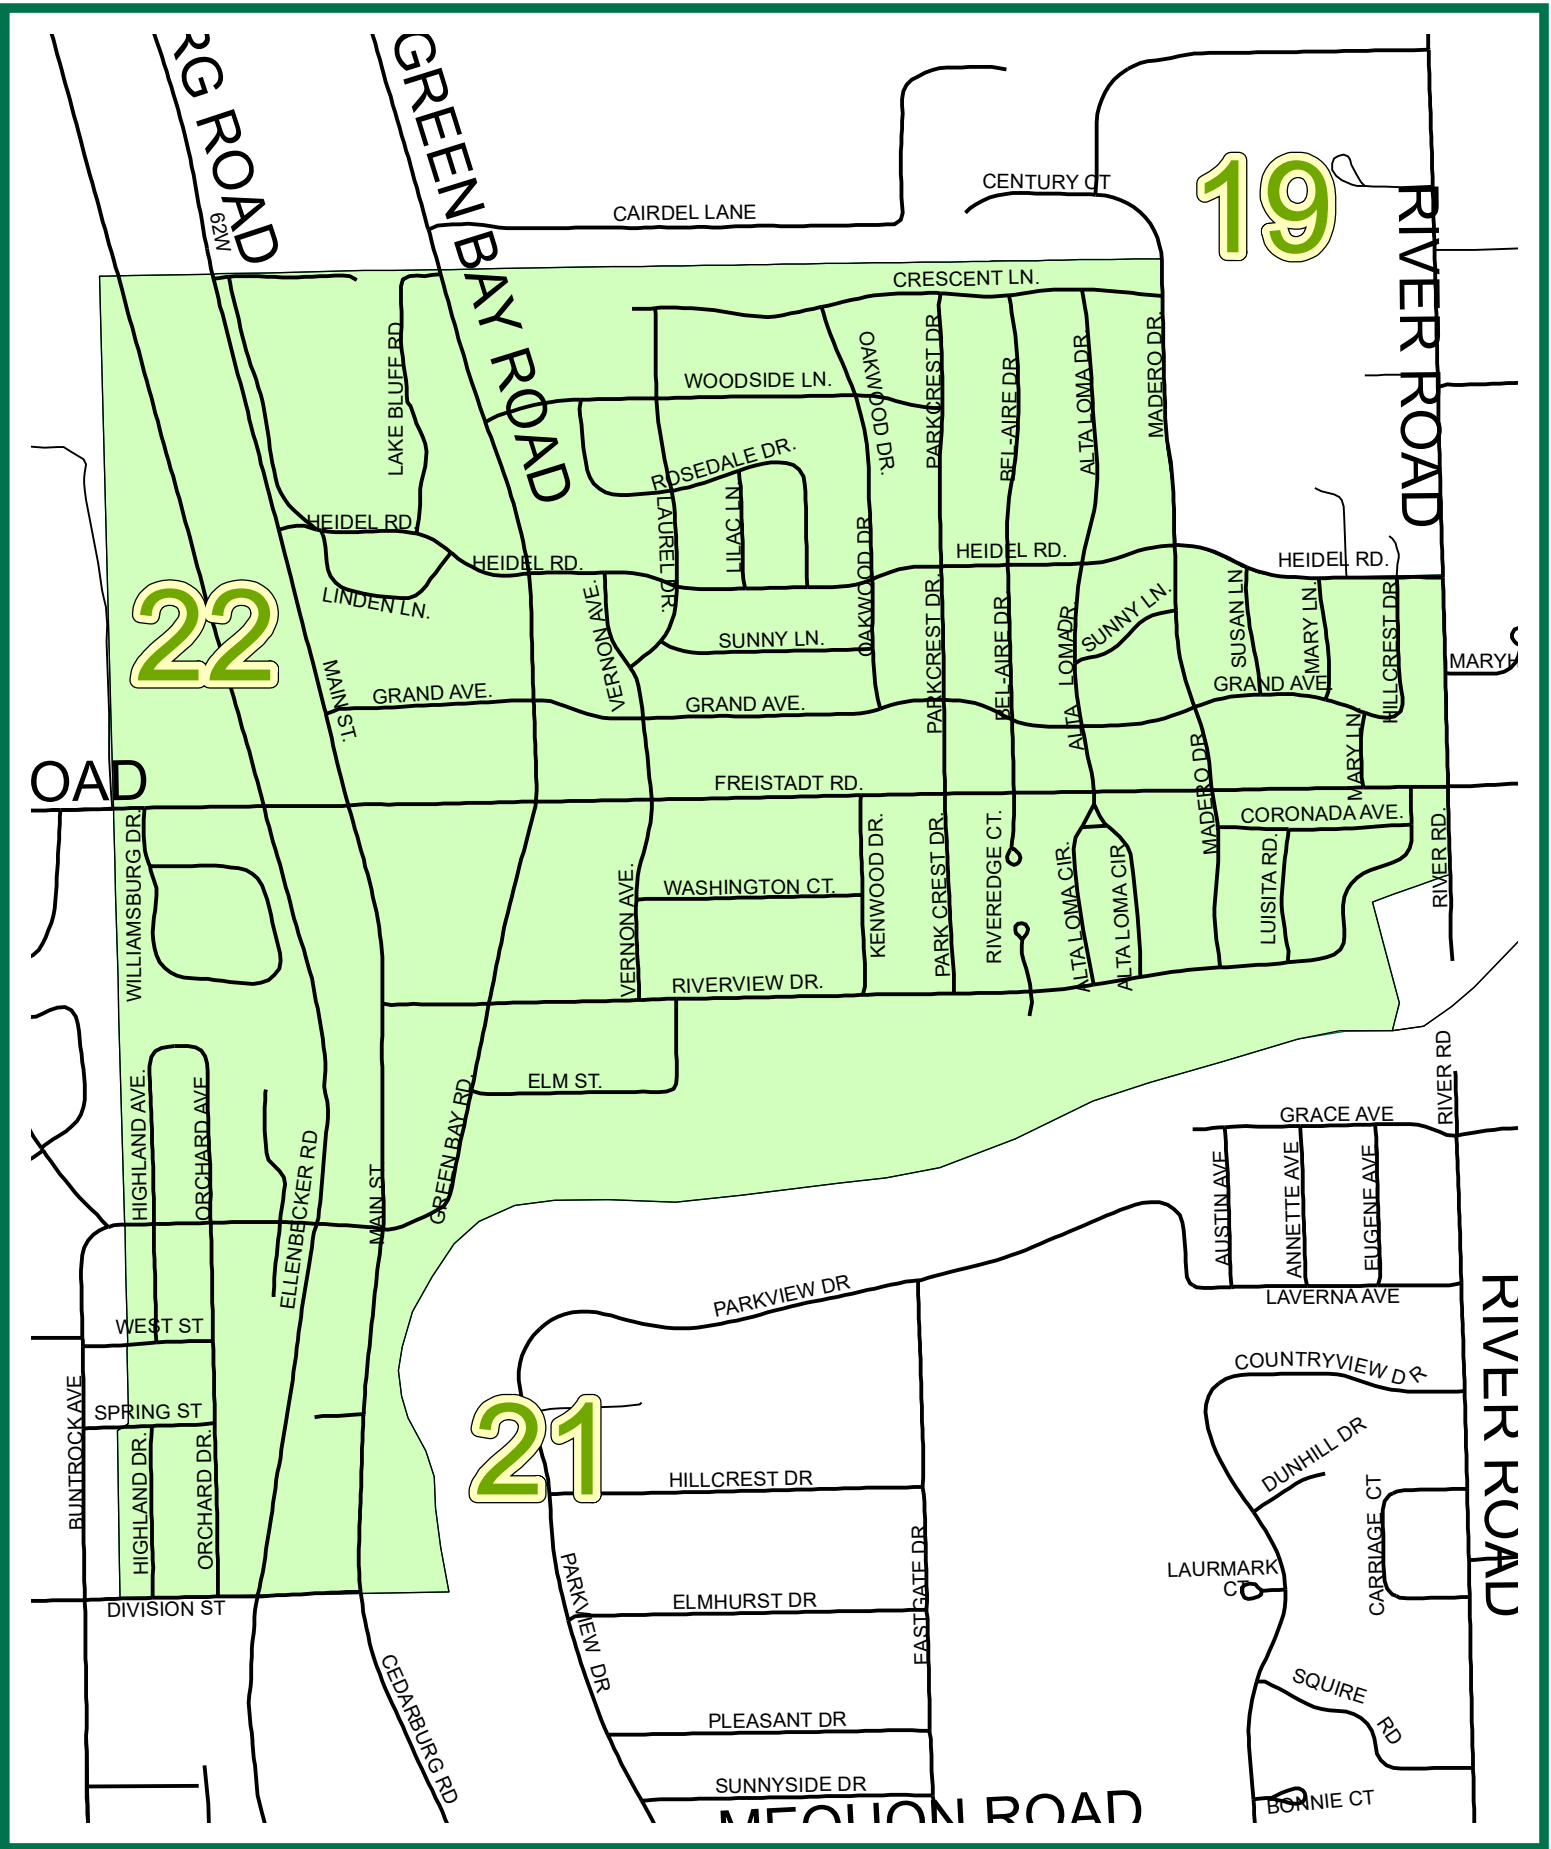 RG ROAD
GREEN BAY ROAD
62W
CENTURY CT
CAIRDEL LANE
19
RIVER ROAD
RIVER ROAD
CRESCENT LN.
LAKE BLUFF RD
WOODSIDE LN.
OAKWOOD DR.
PARKCREST DR.
BEL-AIRE DR
ALTA LOMA DR.
MADERO DR.
ROSEDALE DR.
LAUREL DR.
LILAC LN.
HEIDEL RD.
HEIDEL RD.
HEIDEL RD.
HEIDEL RD.
LINDEN LN.
22
VERNON AVE.
SUNNY LN.
OAKWOOD DR
PARKCREST DR.
BEL-AIRE DR.
ALTA LOMA DR
SUNNY LN.
SUSAN LN
MARY LN.
HILLCREST DR
MARYH
MAIN ST.
GRAND AVE.
GRAND AVE.
GRAND AVE.
MARY LN
OAD
FREISTADT RD.
MADERO DR
CORONADA AVE.
RIVER RD.
WILLIAMSBURG DR.
VERNON AVE.
WASHINGTON CT.
KENWOOD DR.
PARK CREST DR.
RIVEREDGE CT.
ALTA LOMA CIR.
ALTA LOMA CIR
LUISITA RD.
RIVERVIEW DR.
ELM ST.
HIGHLAND AVE.
ORCHARD AVE
ELLENBECKER RD
MAIN ST
GREEN BAY RD.
RIVER RD
GRACE AVE
AUSTIN AVE
ANNETTE AVE
EUGENE AVE
LAVERNA AVE
PARKVIEW DR
RIVER ROAD
WEST ST
COUNTRYVIEW DR
BUNTROCK AVE
SPRING ST
21
DUNHILL DR
HIGHLAND DR.
ORCHARD DR.
HILLCREST DR
CARRIAGE CT
PARKVIEW DR
EASTGATE DR
LAURMARK
CT
ELMHURST DR
DIVISION ST
CEDARBURG RD
SQUIRE RD
PLEASANT DR
SUNNYSIDE DR
BONNIE CT
MEQUON ROAD